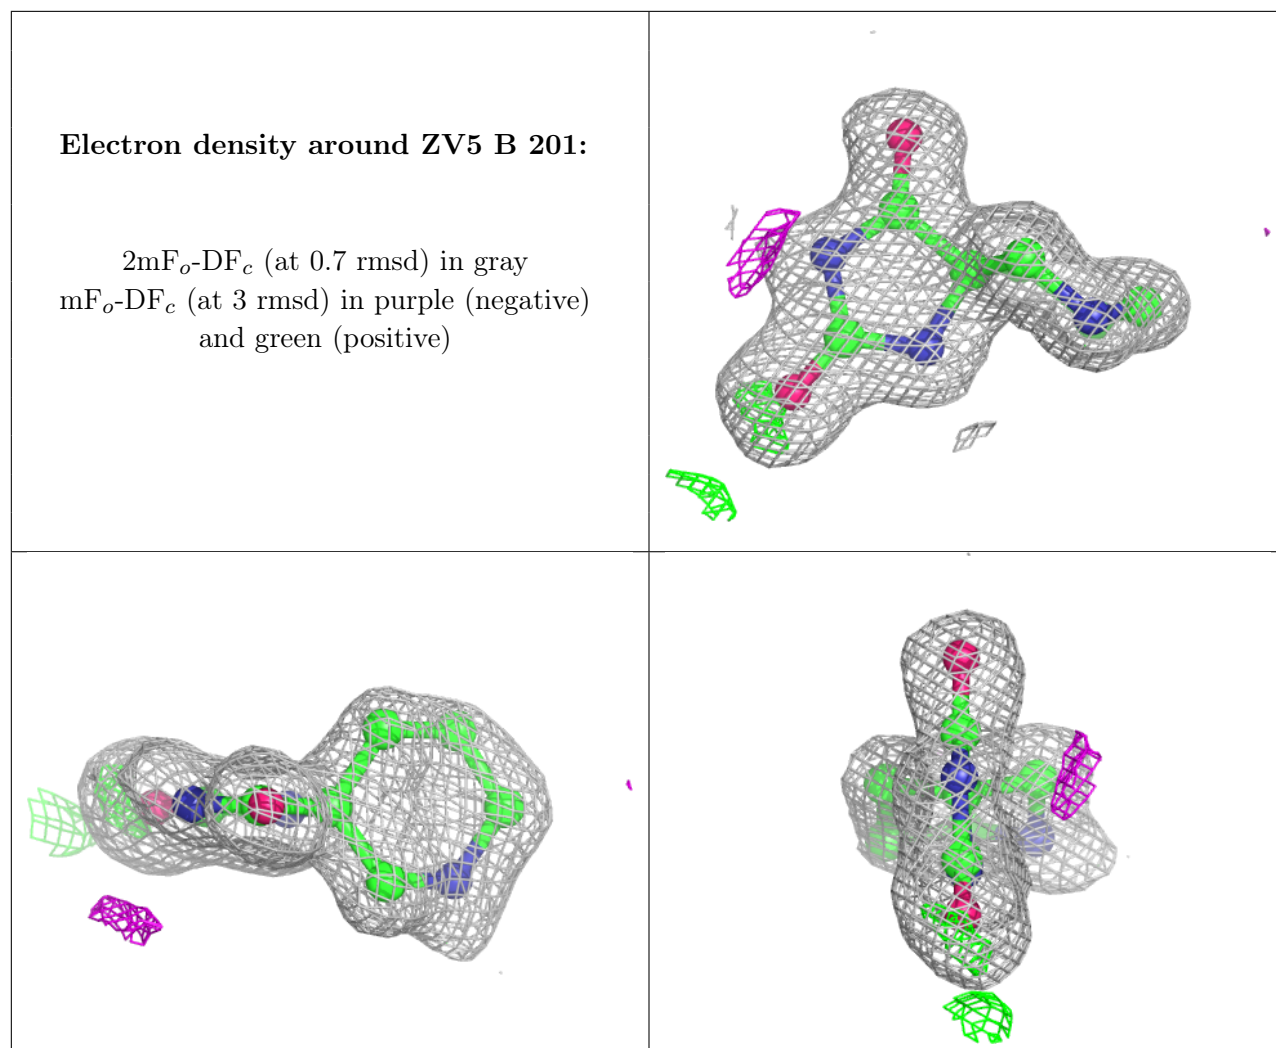 Electron density around ZV5 B 201:
2mFo-DFc (at 0.7 rmsd) in gray
mFo-DFc (at 3 rmsd) in purple (negative)
and green (positive)